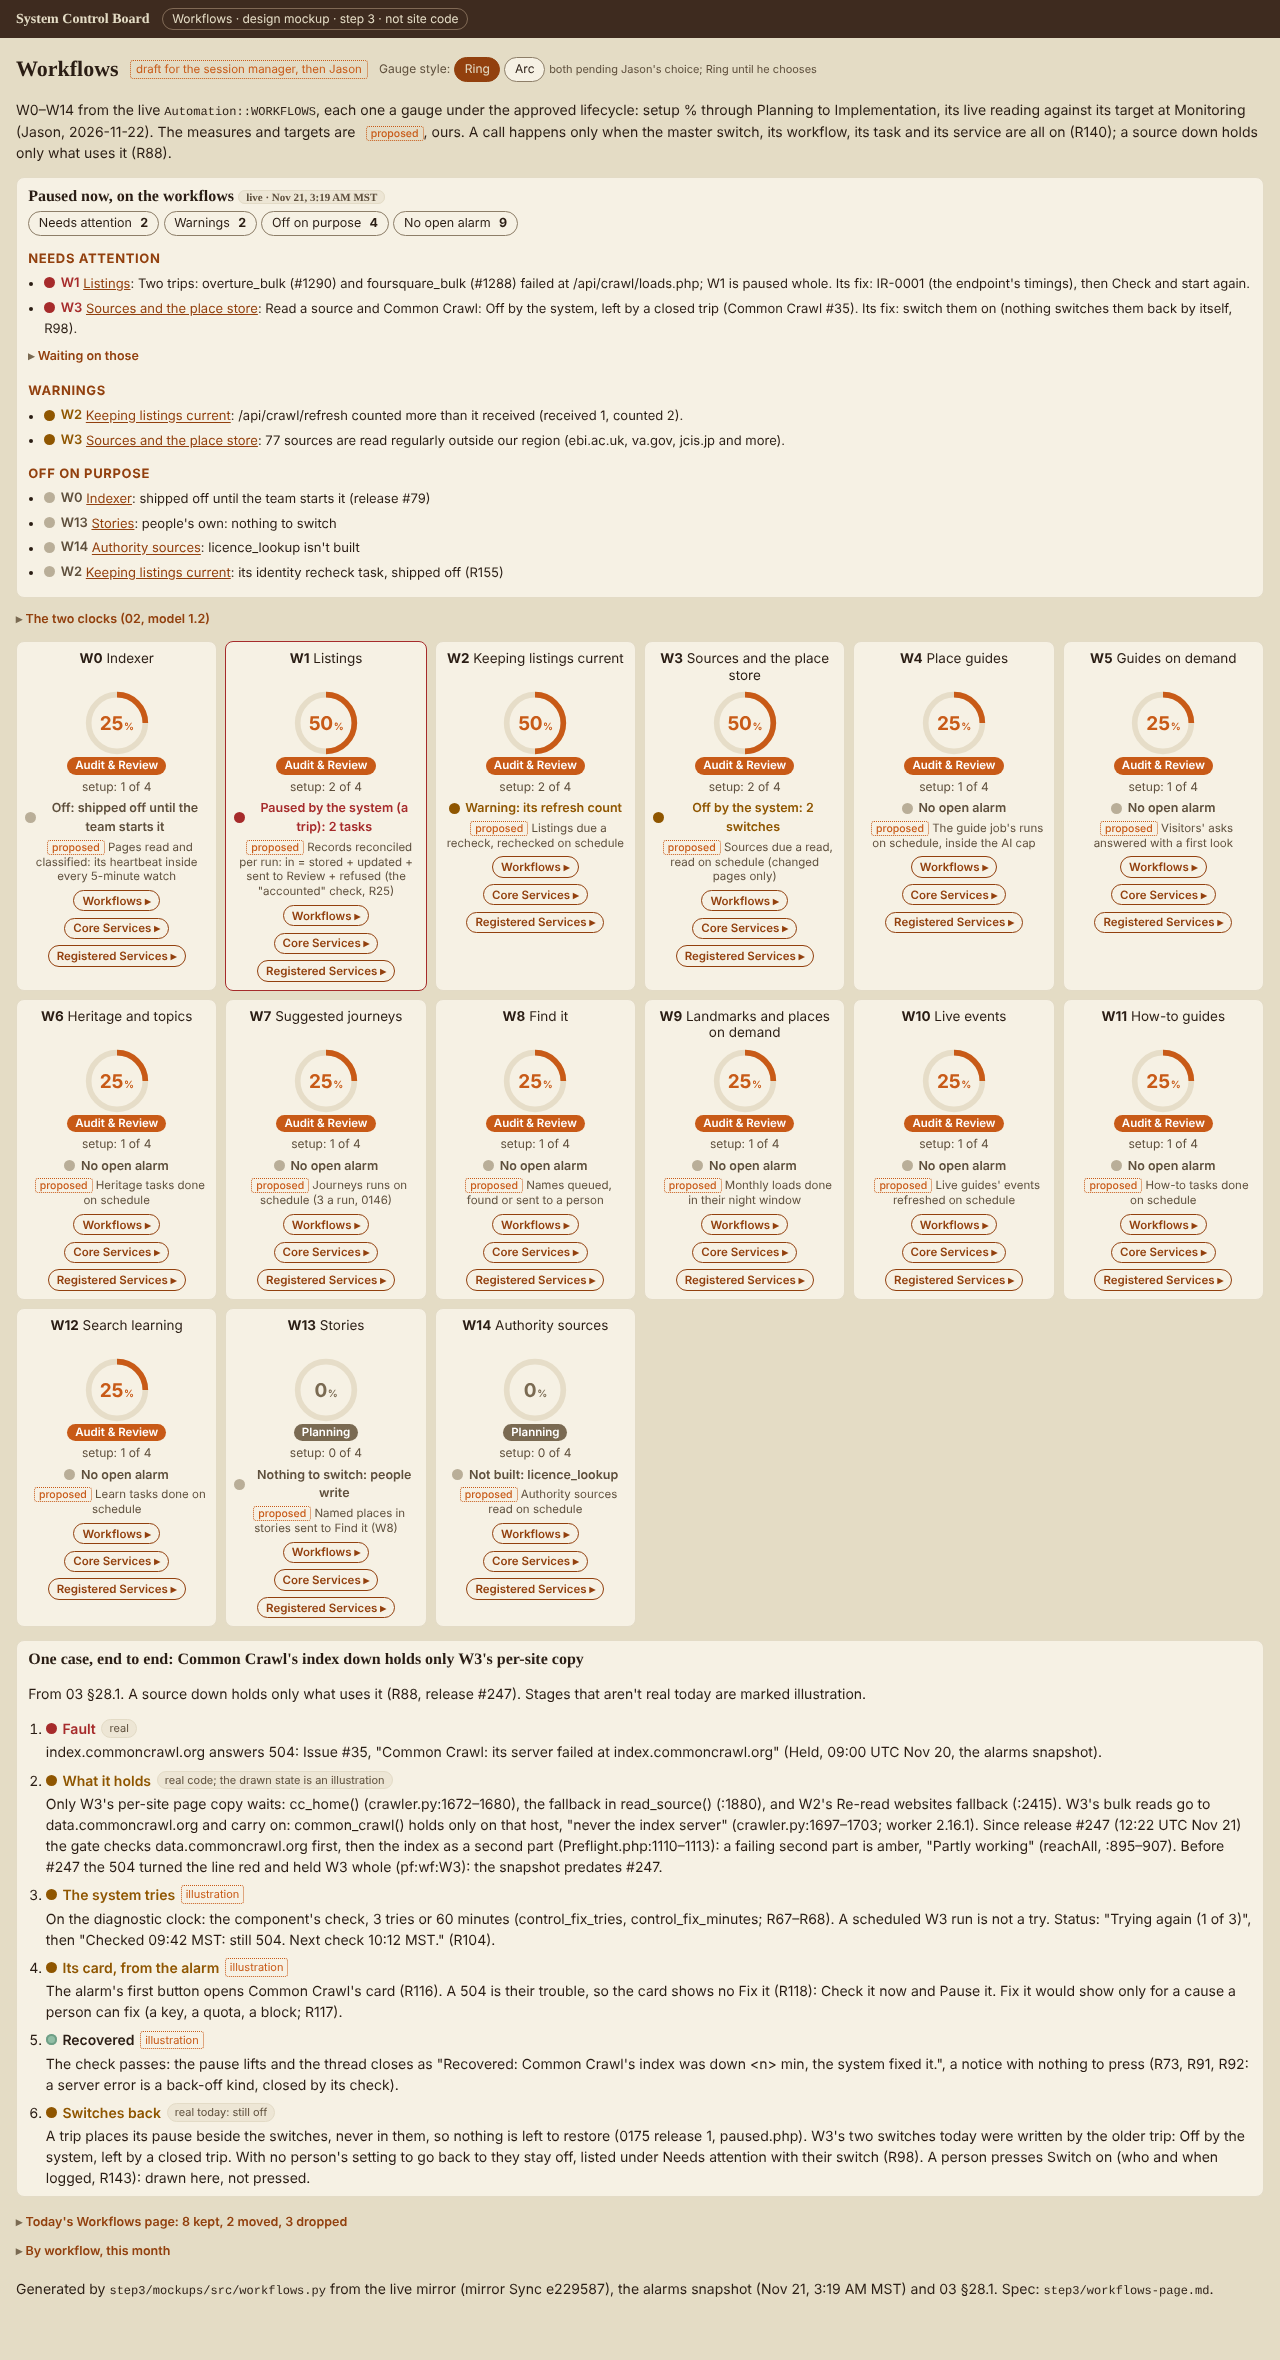 System Control Board Workflows · design mockup · step 3 · not site code
Workflows draft for the session manager, then Jason Gauge style: Ring Arc both pending Jason's choice; Ring until he chooses
W0–W14 from the live Automation::WORKFLOWS, each one a gauge under the approved lifecycle: setup % through Planning to Implementation, its live reading against its target at Monitoring
(Jason, 2026-11-22). The measures and targets are proposed, ours. A call happens only when the master switch, its workflow, its task and its service are all on (R140); a source down holds
only what uses it (R88).
Paused now, on the workflows live · Nov 21, 3:19 AM MST
Needs attention 2 Warnings 2 Off on purpose 4 No open alarm 9
NEEDS ATTENTION
• W1 Listings: Two trips: overture_bulk (#1290) and foursquare_bulk (#1288) failed at /api/crawl/loads.php; W1 is paused whole. Its fix: IR-0001 (the endpoint's timings), then Check and start again.
• W3 Sources and the place store: Read a source and Common Crawl: Off by the system, left by a closed trip (Common Crawl #35). Its fix: switch them on (nothing switches them back by itself,
R98).
▸ Waiting on those
WARNINGS
• W2 Keeping listings current: /api/crawl/refresh counted more than it received (received 1, counted 2).
• W3 Sources and the place store: 77 sources are read regularly outside our region (ebi.ac.uk, va.gov, jcis.jp and more).
OFF ON PURPOSE
• W0 Indexer: shipped off until the team starts it (release #79)
• W13 Stories: people's own: nothing to switch
• W14 Authority sources: licence_lookup isn't built
• W2 Keeping listings current: its identity recheck task, shipped off (R155)
▸ The two clocks (02, model 1.2)
W0 Indexer
25%
Audit & Review
setup: 1 of 4
Off: shipped off until the
team starts it
proposed Pages read and
classified: its heartbeat inside
every 5-minute watch
Workflows ▸
Core Services ▸
Registered Services ▸
W1 Listings
50%
Audit & Review
setup: 2 of 4
Paused by the system (a
trip): 2 tasks
proposed Records reconciled
per run: in = stored + updated +
sent to Review + refused (the
"accounted" check, R25)
Workflows ▸
Core Services ▸
Registered Services ▸
W2 Keeping listings current
50%
Audit & Review
setup: 2 of 4
Warning: its refresh count
proposed Listings due a
recheck, rechecked on schedule
Workflows ▸
Core Services ▸
Registered Services ▸
W3 Sources and the place
store
50%
Audit & Review
setup: 2 of 4
Off by the system: 2
switches
proposed Sources due a read,
read on schedule (changed
pages only)
Workflows ▸
Core Services ▸
Registered Services ▸
W4 Place guides
25%
Audit & Review
setup: 1 of 4
No open alarm
proposed The guide job's runs
on schedule, inside the AI cap
Workflows ▸
Core Services ▸
Registered Services ▸
W5 Guides on demand
25%
Audit & Review
setup: 1 of 4
No open alarm
proposed Visitors' asks
answered with a first look
Workflows ▸
Core Services ▸
Registered Services ▸
W6 Heritage and topics
25%
Audit & Review
setup: 1 of 4
No open alarm
proposed Heritage tasks done
on schedule
Workflows ▸
Core Services ▸
Registered Services ▸
W7 Suggested journeys
25%
Audit & Review
setup: 1 of 4
No open alarm
proposed Journeys runs on
schedule (3 a run, 0146)
Workflows ▸
Core Services ▸
Registered Services ▸
W8 Find it
25%
Audit & Review
setup: 1 of 4
No open alarm
proposed Names queued,
found or sent to a person
Workflows ▸
Core Services ▸
Registered Services ▸
W9 Landmarks and places
on demand
25%
Audit & Review
setup: 1 of 4
No open alarm
proposed Monthly loads done
in their night window
Workflows ▸
Core Services ▸
Registered Services ▸
W10 Live events
25%
Audit & Review
setup: 1 of 4
No open alarm
proposed Live guides' events
refreshed on schedule
Workflows ▸
Core Services ▸
Registered Services ▸
W11 How-to guides
25%
Audit & Review
setup: 1 of 4
No open alarm
proposed How-to tasks done
on schedule
Workflows ▸
Core Services ▸
Registered Services ▸
W12 Search learning
25%
Audit & Review
setup: 1 of 4
No open alarm
proposed Learn tasks done on
schedule
Workflows ▸
Core Services ▸
Registered Services ▸
W13 Stories
0%
Planning
setup: 0 of 4
Nothing to switch: people
write
proposed Named places in
stories sent to Find it (W8)
Workflows ▸
Core Services ▸
Registered Services ▸
W14 Authority sources
0%
Planning
setup: 0 of 4
Not built: licence_lookup
proposed Authority sources
read on schedule
Workflows ▸
Core Services ▸
Registered Services ▸
One case, end to end: Common Crawl's index down holds only W3's per-site copy
From 03 §28.1. A source down holds only what uses it (R88, release #247). Stages that aren't real today are marked illustration.
1. Fault real
index.commoncrawl.org answers 504: Issue #35, "Common Crawl: its server failed at index.commoncrawl.org" (Held, 09:00 UTC Nov 20, the alarms snapshot).
2. What it holds real code; the drawn state is an illustration
Only W3's per-site page copy waits: cc_home() (crawler.py:1672–1680), the fallback in read_source() (:1880), and W2's Re-read websites fallback (:2415). W3's bulk reads go to
data.commoncrawl.org and carry on: common_crawl() holds only on that host, "never the index server" (crawler.py:1697–1703; worker 2.16.1). Since release #247 (12:22 UTC Nov 21)
the gate checks data.commoncrawl.org first, then the index as a second part (Preflight.php:1110–1113): a failing second part is amber, "Partly working" (reachAll, :895–907). Before
#247 the 504 turned the line red and held W3 whole (pf:wf:W3): the snapshot predates #247.
3. The system tries illustration
On the diagnostic clock: the component's check, 3 tries or 60 minutes (control_fix_tries, control_fix_minutes; R67–R68). A scheduled W3 run is not a try. Status: "Trying again (1 of 3)",
then "Checked 09:42 MST: still 504. Next check 10:12 MST." (R104).
4. Its card, from the alarm illustration
The alarm's first button opens Common Crawl's card (R116). A 504 is their trouble, so the card shows no Fix it (R118): Check it now and Pause it. Fix it would show only for a cause a
person can fix (a key, a quota, a block; R117).
5. Recovered illustration
The check passes: the pause lifts and the thread closes as "Recovered: Common Crawl's index was down <n> min, the system fixed it.", a notice with nothing to press (R73, R91, R92:
a server error is a back-off kind, closed by its check).
6. Switches back real today: still off
A trip places its pause beside the switches, never in them, so nothing is left to restore (0175 release 1, paused.php). W3's two switches today were written by the older trip: Off by the
system, left by a closed trip. With no person's setting to go back to they stay off, listed under Needs attention with their switch (R98). A person presses Switch on (who and when
logged, R143): drawn here, not pressed.
▸ Today's Workflows page: 8 kept, 2 moved, 3 dropped
▸ By workflow, this month
Generated by step3/mockups/src/workflows.py from the live mirror (mirror Sync e229587), the alarms snapshot (Nov 21, 3:19 AM MST) and 03 §28.1. Spec: step3/workflows-page.md.